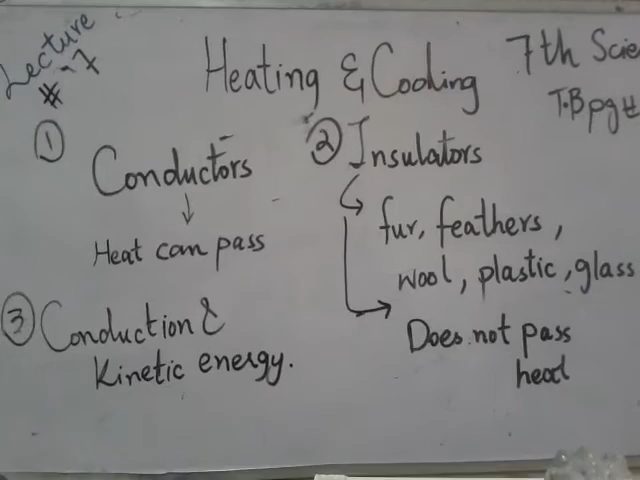 Lecture
# 7
Heating & Cooling
7th Scie
T.B pg #
① Conductors
Heat can pass
② Insulators
fur, feathers,
wool, plastic, glass
Does not pass
heat
③ Conduction &
Kinetic energy.